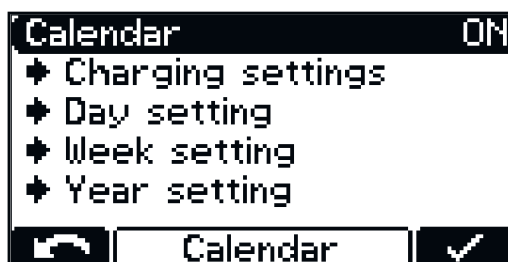 Calendar ON
Charging settings
Day setting
Week setting
Year setting
Calendar